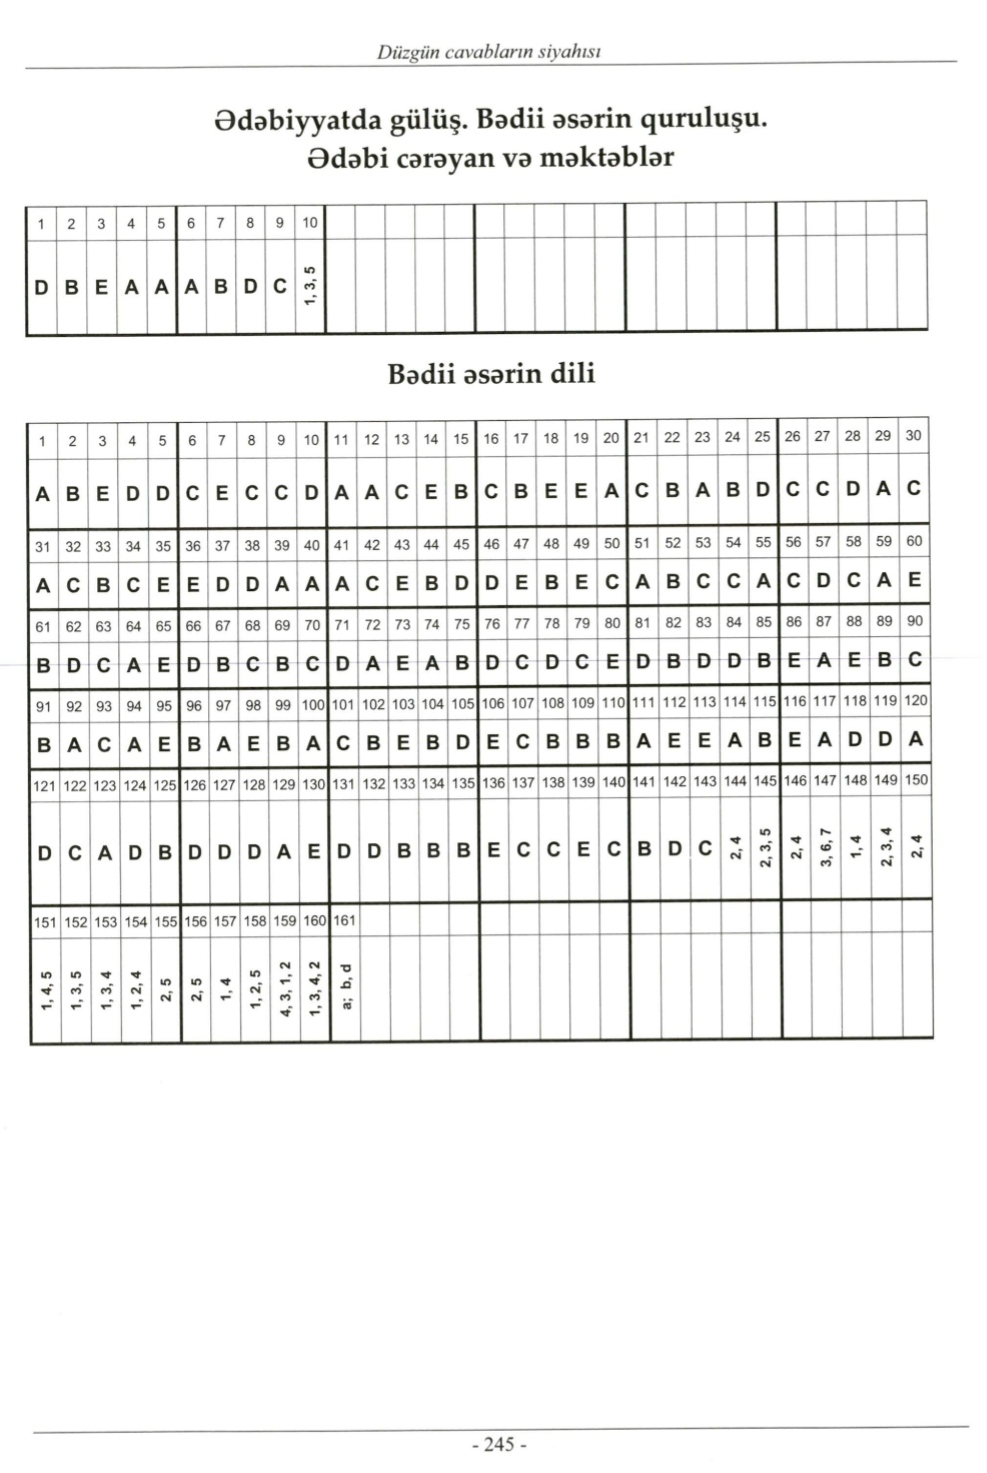 Düzgün cavabların siyahısı
Ədəbiyyatda gülüş. Bədii əsərin quruluşu.
Ədəbi cərəyan və məktəblər
1 2 3 4 5 6 7 8 9 10
D B E A A A B D C 1, 3, 5
Bədii əsərin dili
1 2 3 4 5 6 7 8 9 10 11 12 13 14 15 16 17 18 19 20 21 22 23 24 25 26 27 28 29 30
A B E D D C E C C D A A C E B C B E E A C B A B D C C D A C
31 32 33 34 35 36 37 38 39 40 41 42 43 44 45 46 47 48 49 50 51 52 53 54 55 56 57 58 59 60
A C B C E E D D A A A C E B D D E B E C A B C C A C D C A E
61 62 63 64 65 66 67 68 69 70 71 72 73 74 75 76 77 78 79 80 81 82 83 84 85 86 87 88 89 90
B D C A E D B C B C D A E A B D C D C E D B D D B E A E B C
91 92 93 94 95 96 97 98 99 100 101 102 103 104 105 106 107 108 109 110 111 112 113 114 115 116 117 118 119 120
B A C A E B A E B A C B E B D E C B B B A E E A B E A D D A
121 122 123 124 125 126 127 128 129 130 131 132 133 134 135 136 137 138 139 140 141 142 143 144 145 146 147 148 149 150
D C A D B D D D A E D D B B B E C C E C B D C 2, 4 2, 3, 5 2, 4 3, 6, 7 1, 4 2, 3, 4 2, 4
151 152 153 154 155 156 157 158 159 160 161
1, 4, 5 1, 3, 5 1, 3, 4 1, 2, 4 2, 5 2, 5 1, 4 1, 2, 5 4, 3, 1, 2 1, 3, 4, 2 a; b, d
- 245 -